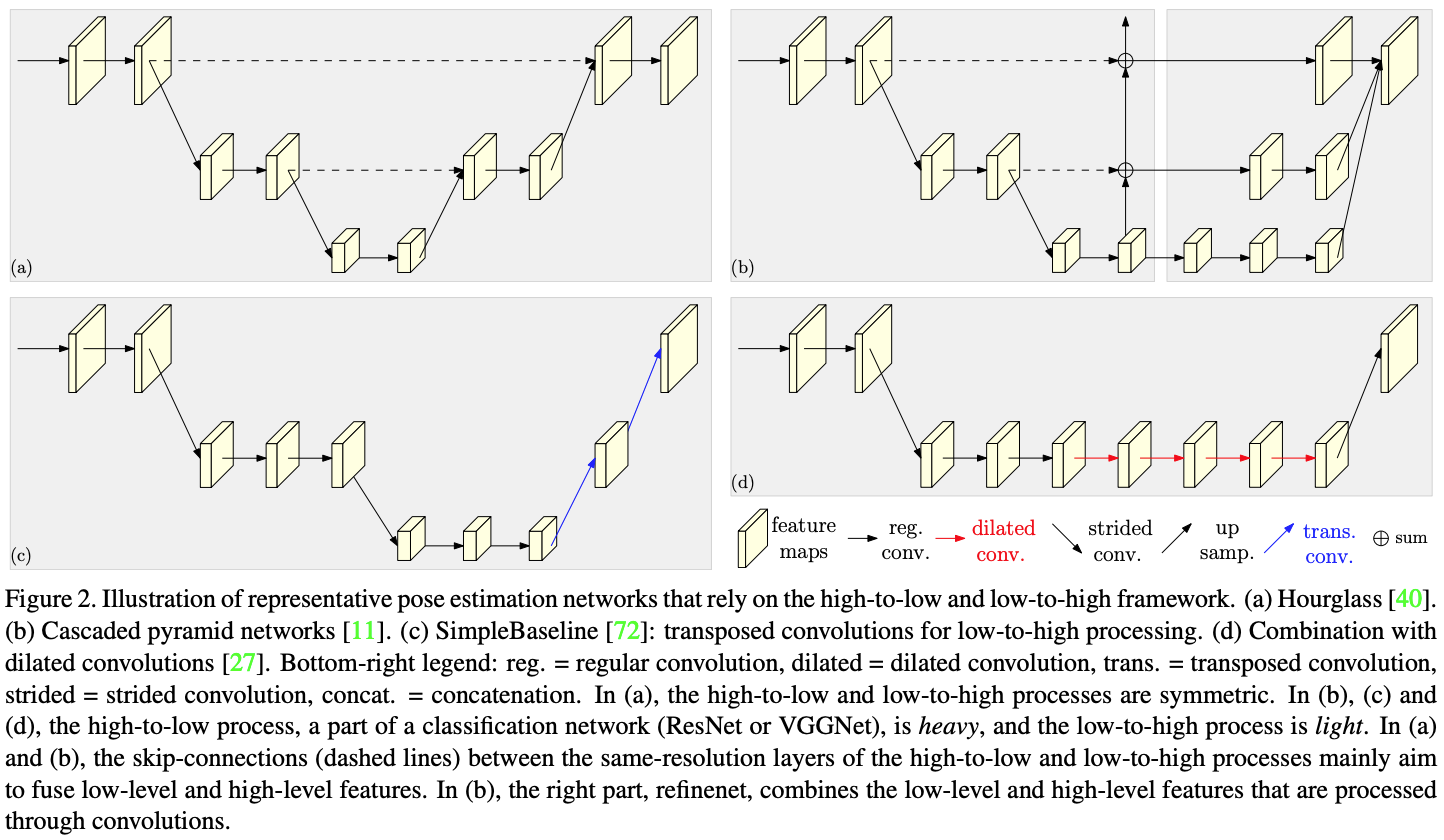 (a)
(b)
(c)
(d)
feature
maps
reg.
conv.
dilated
conv.
strided
conv.
up
samp.
trans.
conv.
sum
Figure 2. Illustration of representative pose estimation networks that rely on the high-to-low and low-to-high framework. (a) Hourglass [40].
(b) Cascaded pyramid networks [11]. (c) SimpleBaseline [72]: transposed convolutions for low-to-high processing. (d) Combination with
dilated convolutions [27]. Bottom-right legend: reg. = regular convolution, dilated = dilated convolution, trans. = transposed convolution,
strided = strided convolution, concat. = concatenation. In (a), the high-to-low and low-to-high processes are symmetric. In (b), (c) and
(d), the high-to-low process, a part of a classification network (ResNet or VGGNet), is heavy, and the low-to-high process is light. In (a)
and (b), the skip-connections (dashed lines) between the same-resolution layers of the high-to-low and low-to-high processes mainly aim
to fuse low-level and high-level features. In (b), the right part, refinenet, combines the low-level and high-level features that are processed
through convolutions.